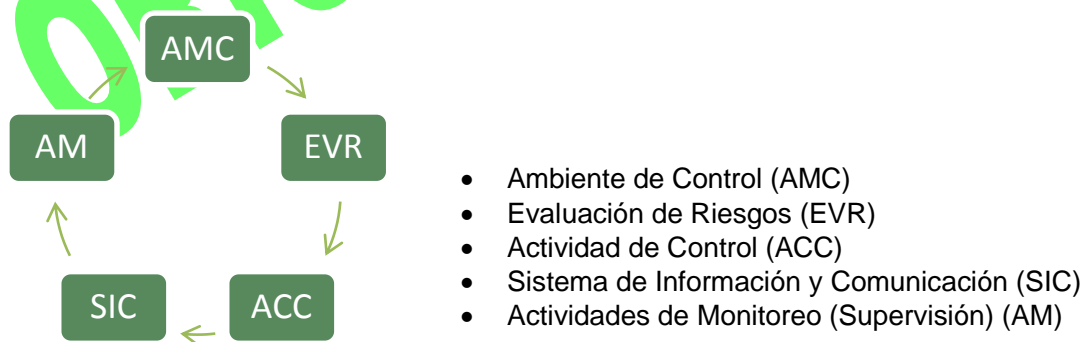 AMC
AM
EVR
SIC
ACC
• Ambiente de Control (AMC)
• Evaluación de Riesgos (EVR)
• Actividad de Control (ACC)
• Sistema de Información y Comunicación (SIC)
• Actividades de Monitoreo (Supervisión) (AM)